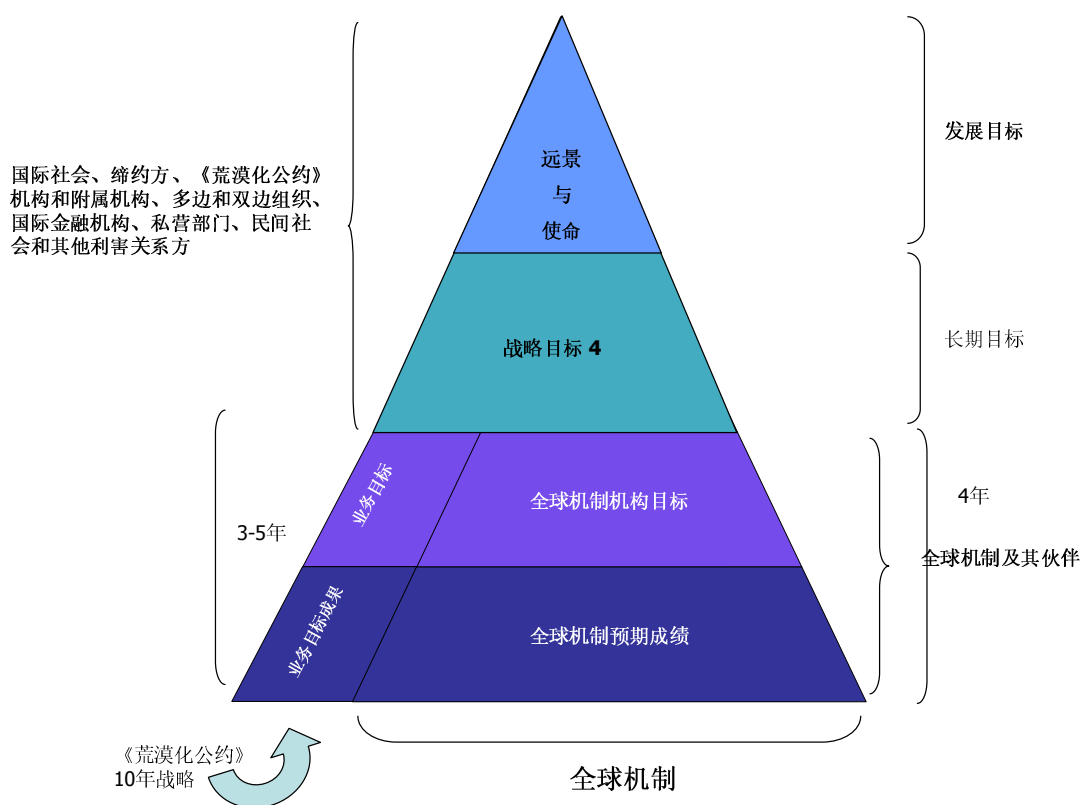 发展目标
国际社会、缔约方、《荒漠化公约》
机构和附属机构、多边和双边组织、
国际金融机构、私营部门、民间社
会和其他利害关系方
远景
与
使命
战略目标 4
长期目标
业务目标
全球机制机构目标
4年
3-5年
全球机制及其伙伴
业务目标成果
全球机制预期成绩
《荒漠化公约》
10年战略
全球机制